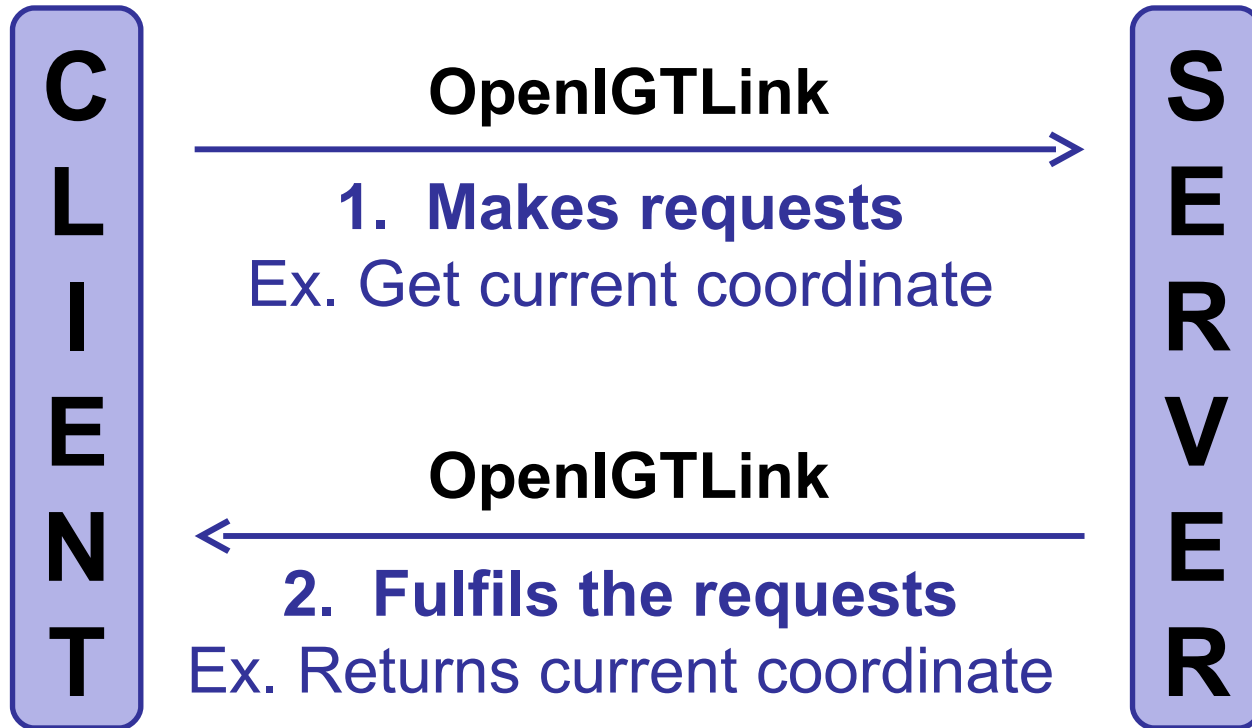 CLIENT
OpenIGTLink
1. Makes requests
Ex. Get current coordinate
OpenIGTLink
2. Fulfils the requests
Ex. Returns current coordinate
SERVER